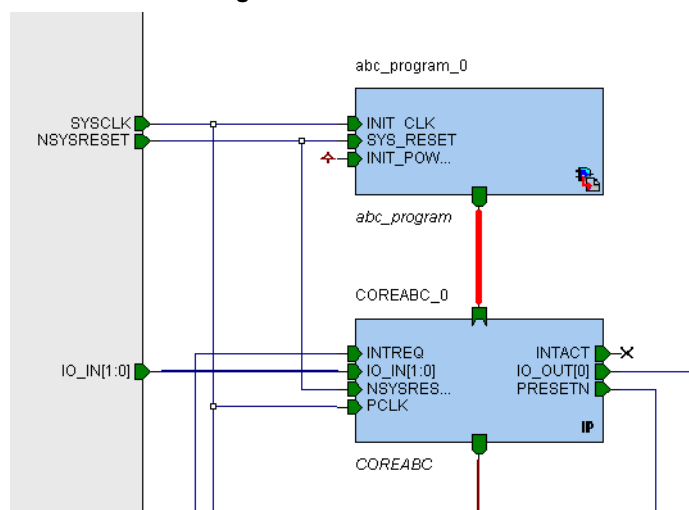 abc_program_0
SYSCLK
NSYSRESET
INIT_CLK
SYS_RESET
INIT_POW...
abc_program
COREABC_0
IO_IN[1:0]
INTREQ
IO_IN[1:0]
NSYSRES...
PCLK
INTACT
IO_OUT[0]
PRESETN
IP
COREABC